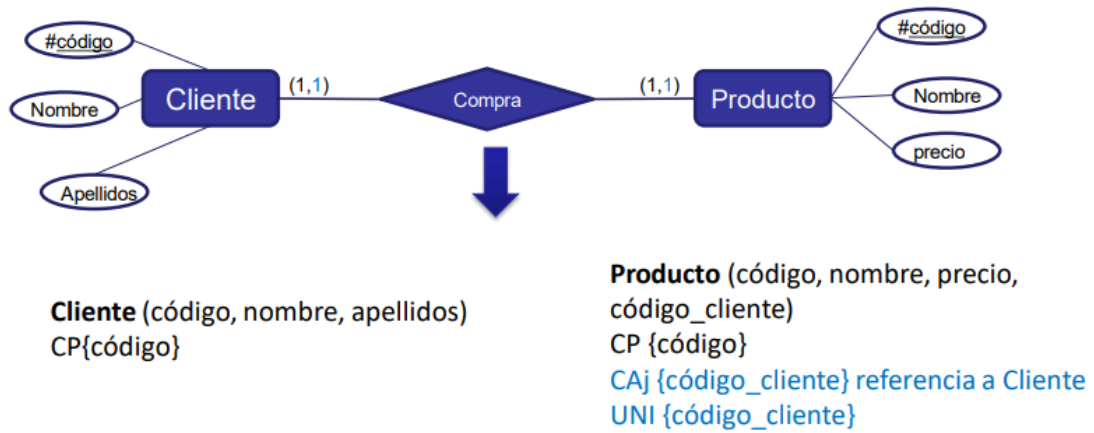 #código
Nombre
Apellidos
Cliente
(1,1)
Compra
(1,1)
Producto
#código
Nombre
precio
Cliente (código, nombre, apellidos)
CP{código}
Producto (código, nombre, precio,
código_cliente)
CP {código}
CAj {código_cliente} referencia a Cliente
UNI {código_cliente}